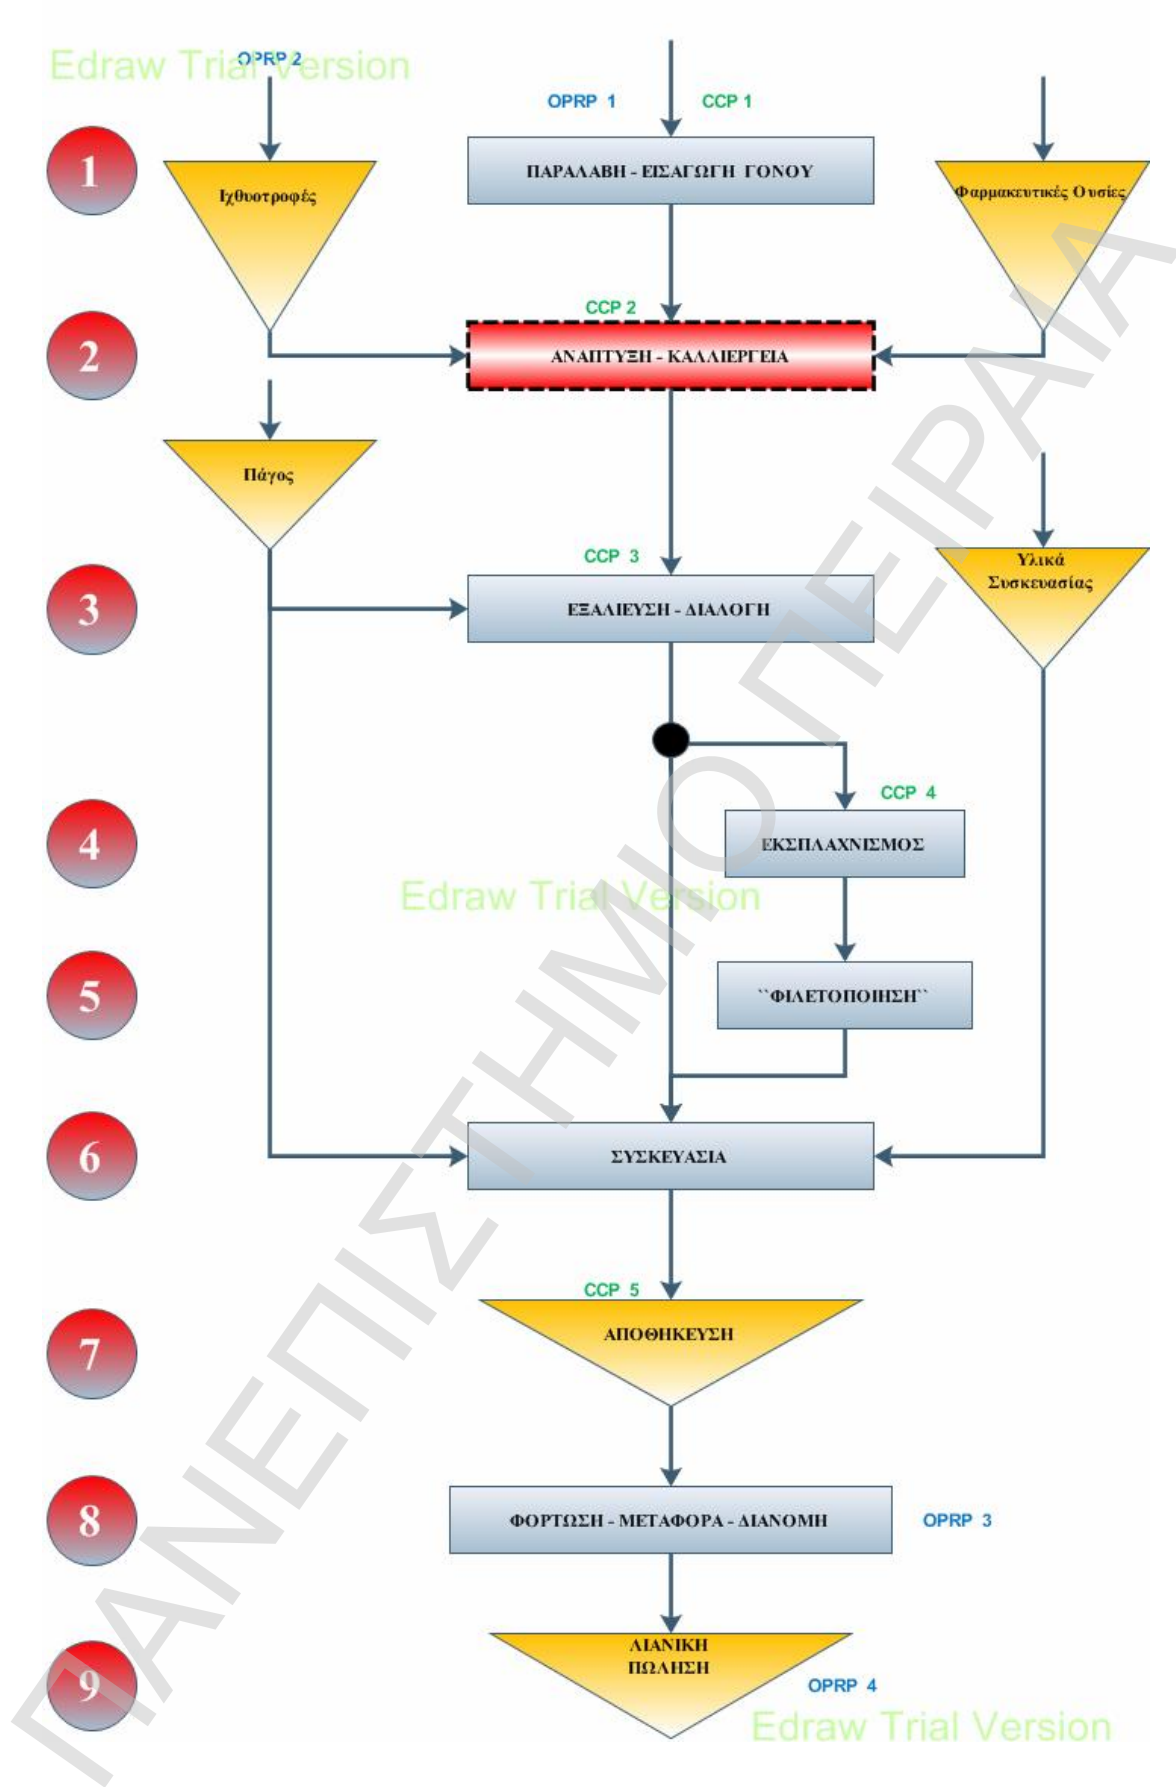 Edraw Trial Version
OPRP 2
OPRP 1
CCP 1
1
Ιχθυοτροφές
ΠΑΡΑΛΑΒΗ - ΕΙΣΑΓΩΓΗ ΓΟΝΟΥ
Φαρμακευτικές Ουσίες
CCP 2
2
ΑΝΑΠΤΥΞΗ - ΚΑΛΛΙΕΡΓΕΙΑ
Πάγος
CCP 3
Υλικά
Συσκευασίας
3
ΕΞΑΛΙΕΥΣΗ - ΔΙΑΛΟΓΗ
CCP 4
4
ΕΚΣΠΛΑΧΝΙΣΜΟΣ
Edraw Trial Version
5
``ΦΙΛΕΤΟΠΟΙΗΣΗ``
6
ΣΥΣΚΕΥΑΣΙΑ
CCP 5
7
ΑΠΟΘΗΚΕΥΣΗ
8
ΦΟΡΤΩΣΗ - ΜΕΤΑΦΟΡΑ - ΔΙΑΝΟΜΗ
OPRP 3
9
ΛΙΑΝΙΚΗ
ΠΩΛΗΣΗ
OPRP 4
Edraw Trial Version
ΠΑΝΕΠΙΣΤΗΜΙΟ ΠΕΙΡΑΙΑ